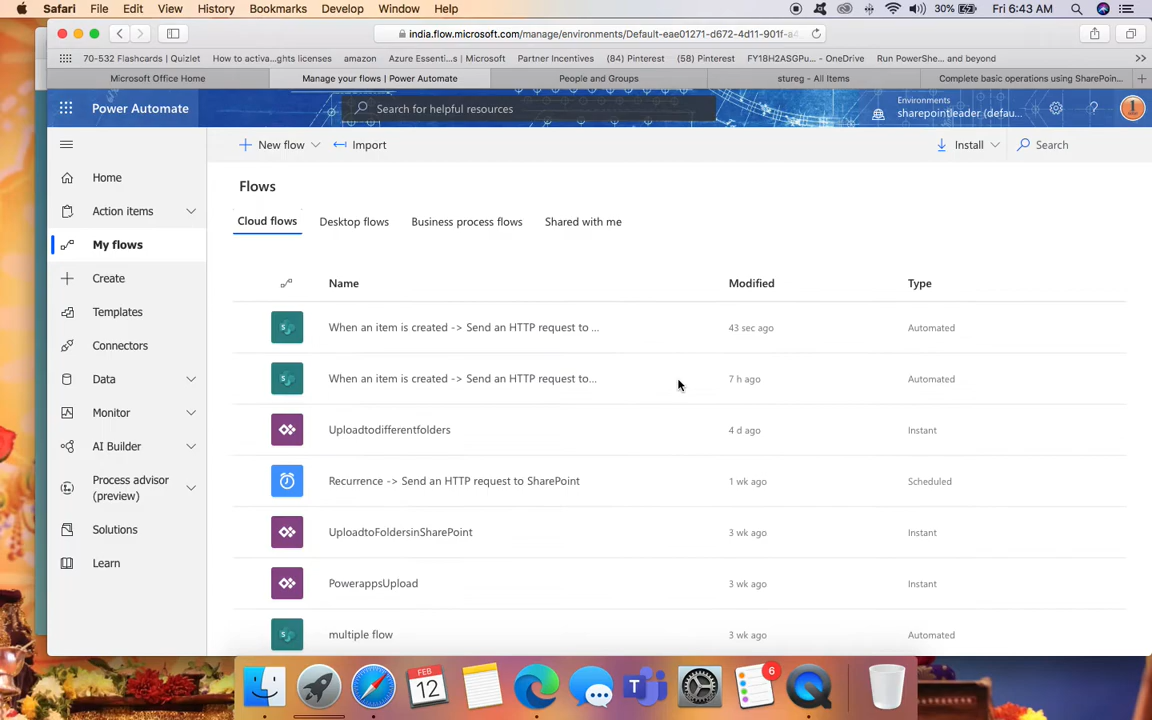 Safari File Edit View History Bookmarks Develop Window Help 30% Fri 6:43 AM
india.flow.microsoft.com/manage/environments/Default-eae01271-d672-4d11-901f-a4...
70-532 Flashcards | Quizlet How to activa...ghts licenses amazon Azure Essenti...s | Microsoft Partner Incentives (84) Pinterest (58) Pinterest FY18H2ASGPu... - OneDrive Run PowerShe... and beyond
Microsoft Office Home Manage your flows | Power Automate People and Groups stureg - All Items Complete basic operations using SharePoin...
Power Automate
Search for helpful resources
Environments
sharepointleader (defau...
New flow Import Install Search
Home
Action items
My flows
Create
Templates
Connectors
Data
Monitor
AI Builder
Process advisor
(preview)
Solutions
Learn
Flows
Cloud flows Desktop flows Business process flows Shared with me
Name Modified Type
When an item is created -> Send an HTTP request to ... 43 sec ago Automated
When an item is created -> Send an HTTP request to... 7 h ago Automated
Uploadtodifferentfolders 4 d ago Instant
Recurrence -> Send an HTTP request to SharePoint 1 wk ago Scheduled
UploadtoFoldersinSharePoint 3 wk ago Instant
PowerappsUpload 3 wk ago Instant
multiple flow 3 wk ago Automated
FEB
12
6